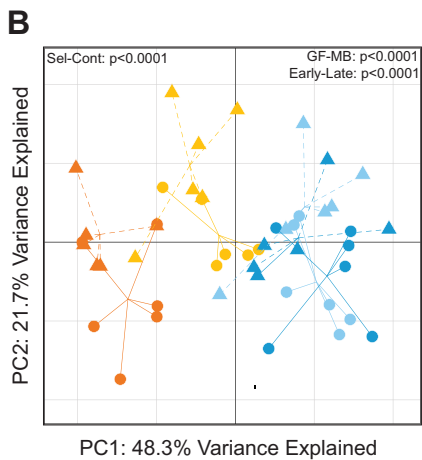 B
Sel-Cont: p<0.0001
GF-MB: p<0.0001
Early-Late: p<0.0001
PC2: 21.7% Variance Explained
PC1: 48.3% Variance Explained